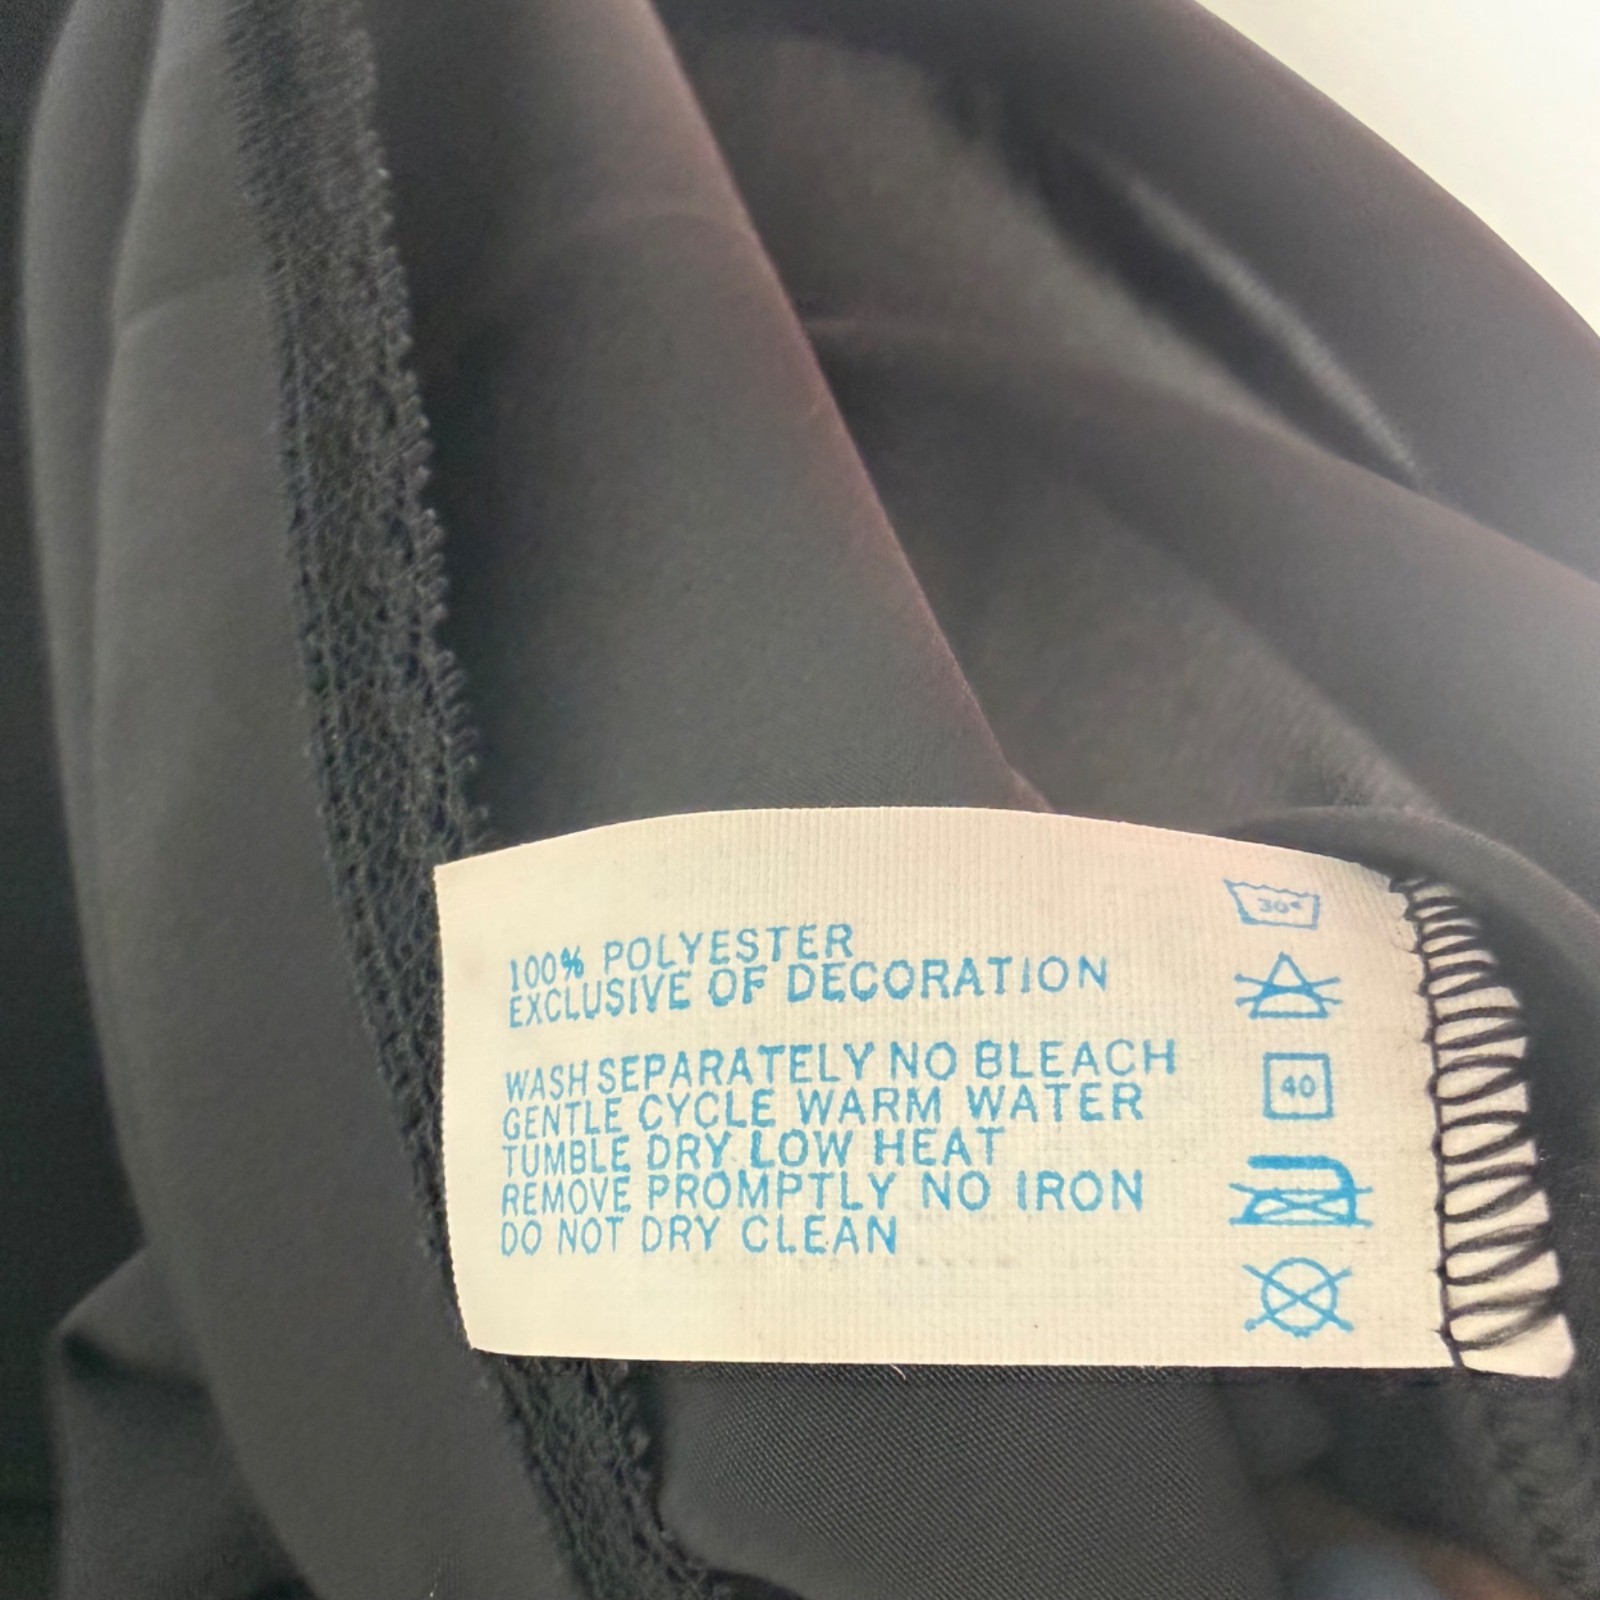 100% POLYESTER
EXCLUSIVE OF DECORATION
WASH SEPARATELY NO BLEACH
GENTLE CYCLE WARM WATER
TUMBLE DRY LOW HEAT
REMOVE PROMPTLY NO IRON
DO NOT DRY CLEAN
30°
40